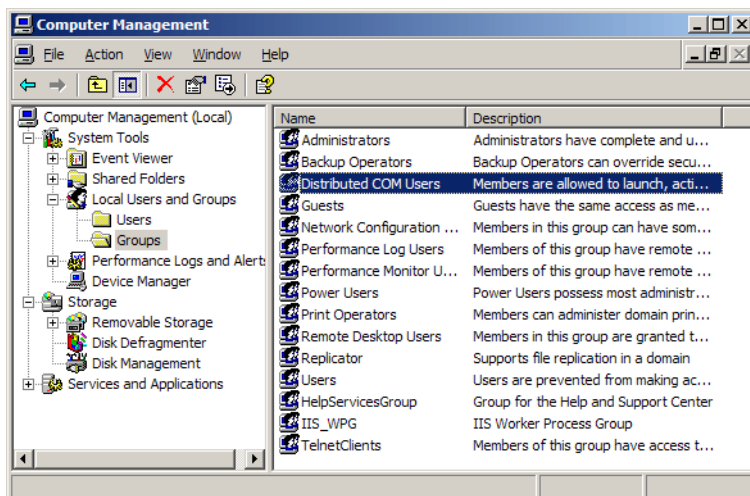 Computer Management
File Action View Window Help
Computer Management (Local)
System Tools
Event Viewer
Shared Folders
Local Users and Groups
Users
Groups
Performance Logs and Alerts
Device Manager
Storage
Removable Storage
Disk Defragmenter
Disk Management
Services and Applications
Name Description
Administrators Administrators have complete and u...
Backup Operators Backup Operators can override secu...
Distributed COM Users Members are allowed to launch, acti...
Guests Guests have the same access as me...
Network Configuration ... Members in this group can have som...
Performance Log Users Members of this group have remote ...
Performance Monitor U... Members of this group have remote ...
Power Users Power Users possess most administr...
Print Operators Members can administer domain prin...
Remote Desktop Users Members in this group are granted t...
Replicator Supports file replication in a domain
Users Users are prevented from making ac...
HelpServicesGroup Group for the Help and Support Center
IIS_WPG IIS Worker Process Group
TelnetClients Members of this group have access t...